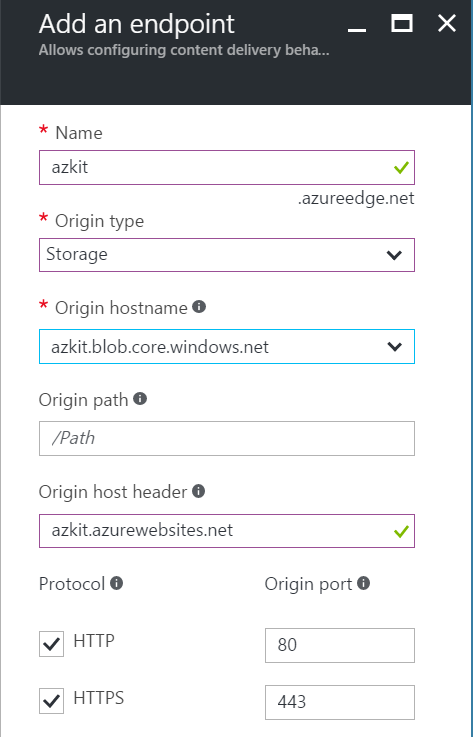 Add an endpoint
Allows configuring content delivery beha...
* Name
azkit
.azureedge.net
* Origin type
Storage
* Origin hostname
azkit.blob.core.windows.net
Origin path
/Path
Origin host header
azkit.azurewebsites.net
Protocol Origin port
HTTP 80
HTTPS 443